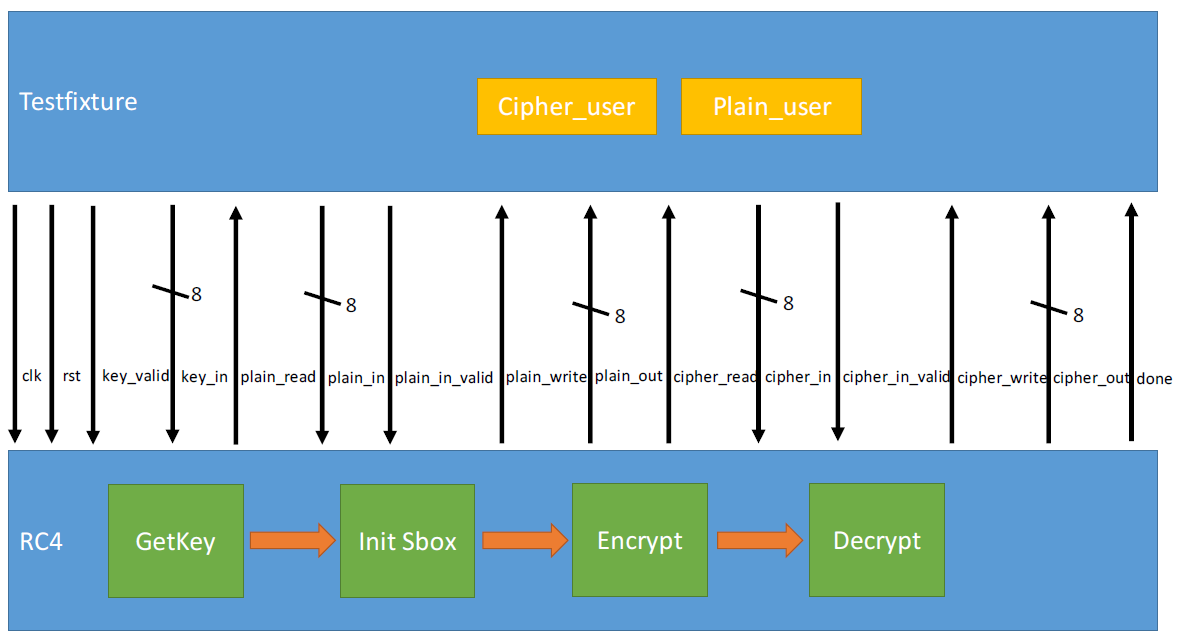 Testfixture
Cipher_user
Plain_user
8
8
8
8
8
clk
rst
key_valid
key_in
plain_read
plain_in
plain_in_valid
plain_write
plain_out
cipher_read
cipher_in
cipher_in_valid
cipher_write
cipher_out
done
RC4
GetKey
Init Sbox
Encrypt
Decrypt